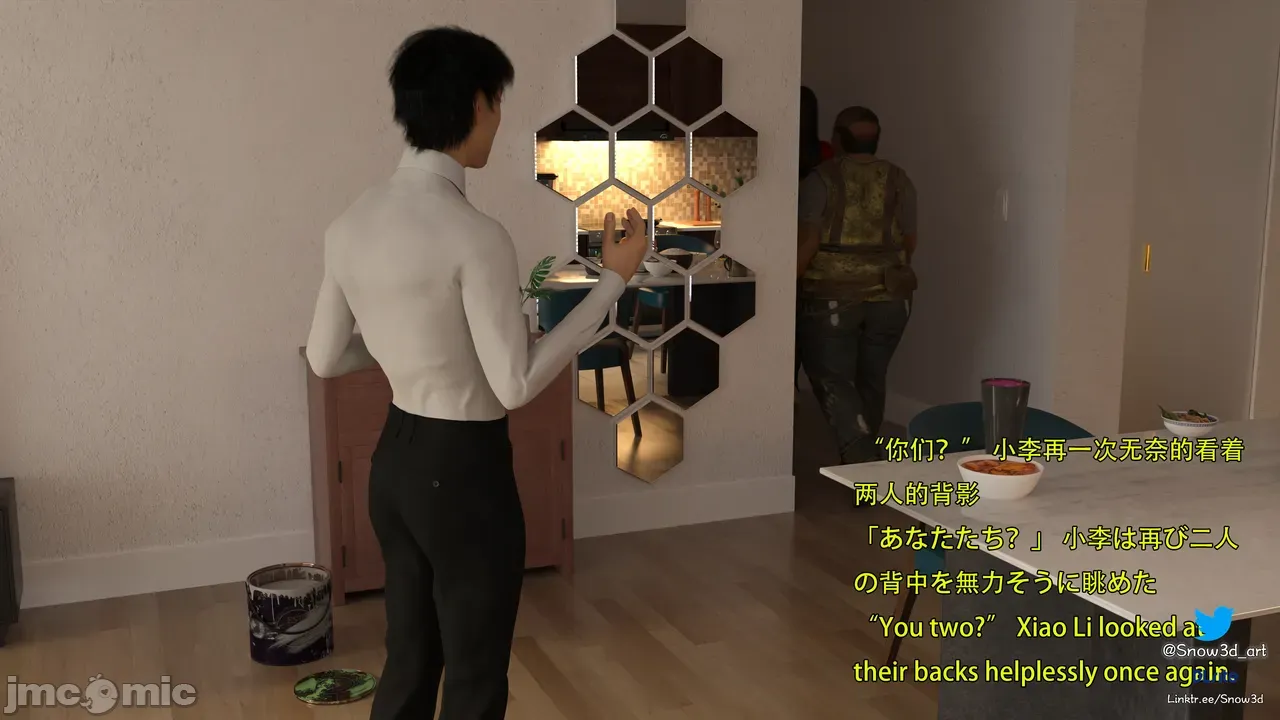 “你们？” 小李再一次无奈的看着
两人的背影
「あなたたち？」 小李は再び二人
の背中を無力そうに眺めた
“You two?” Xiao Li looked at
their backs helplessly once again.
@Snow3d_art
Linktr.ee/Snow3d
jmcomic